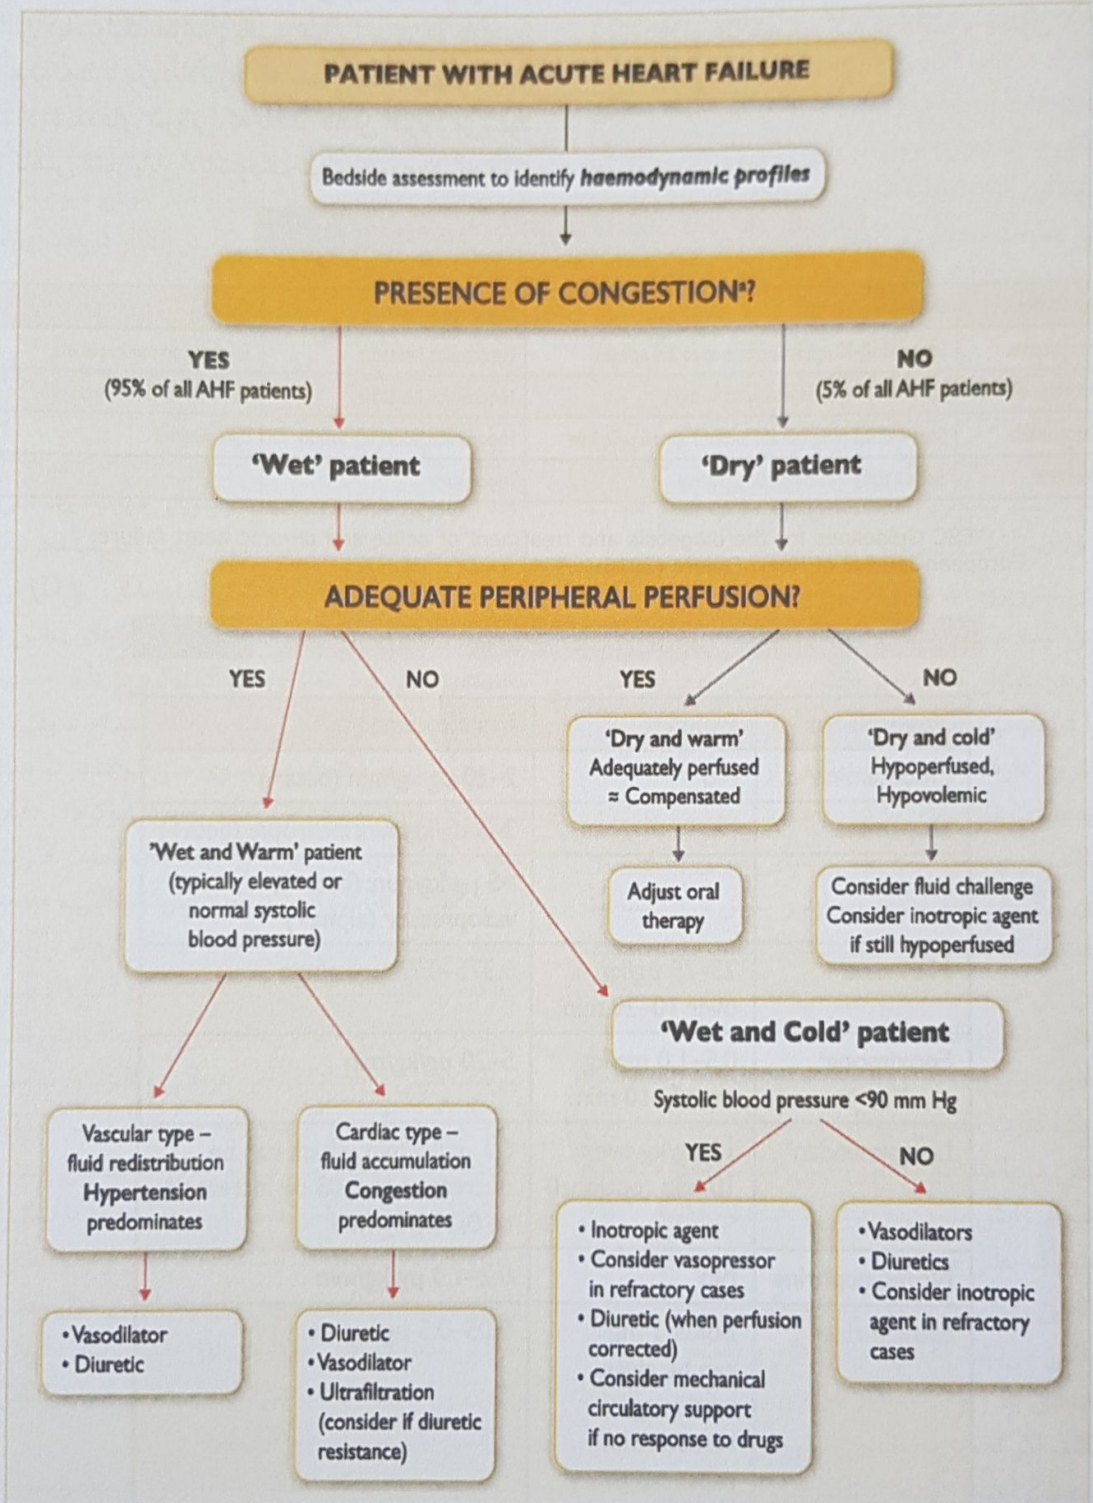 PATIENT WITH ACUTE HEART FAILURE
Bedside assessment to identify haemodynamic profiles
PRESENCE OF CONGESTIONª?
YES
(95% of all AHF patients)
NO
(5% of all AHF patients)
‘Wet’ patient
‘Dry’ patient
ADEQUATE PERIPHERAL PERFUSION?
YES
NO
YES
NO
‘Dry and warm’
Adequately perfused
≈ Compensated
‘Dry and cold’
Hypoperfused,
Hypovolemic
Adjust oral
therapy
Consider fluid challenge
Consider inotropic agent
if still hypoperfused
’Wet and Warm’ patient
(typically elevated or
normal systolic
blood pressure)
‘Wet and Cold’ patient
Systolic blood pressure <90 mm Hg
YES
NO
Vascular type –
fluid redistribution
Hypertension
predominates
Cardiac type –
fluid accumulation
Congestion
predominates
• Vasodilator
• Diuretic
• Diuretic
• Vasodilator
• Ultrafiltration
(consider if diuretic
resistance)
• Inotropic agent
• Consider vasopressor
in refractory cases
• Diuretic (when perfusion
corrected)
• Consider mechanical
circulatory support
if no response to drugs
• Vasodilators
• Diuretics
• Consider inotropic
agent in refractory
cases